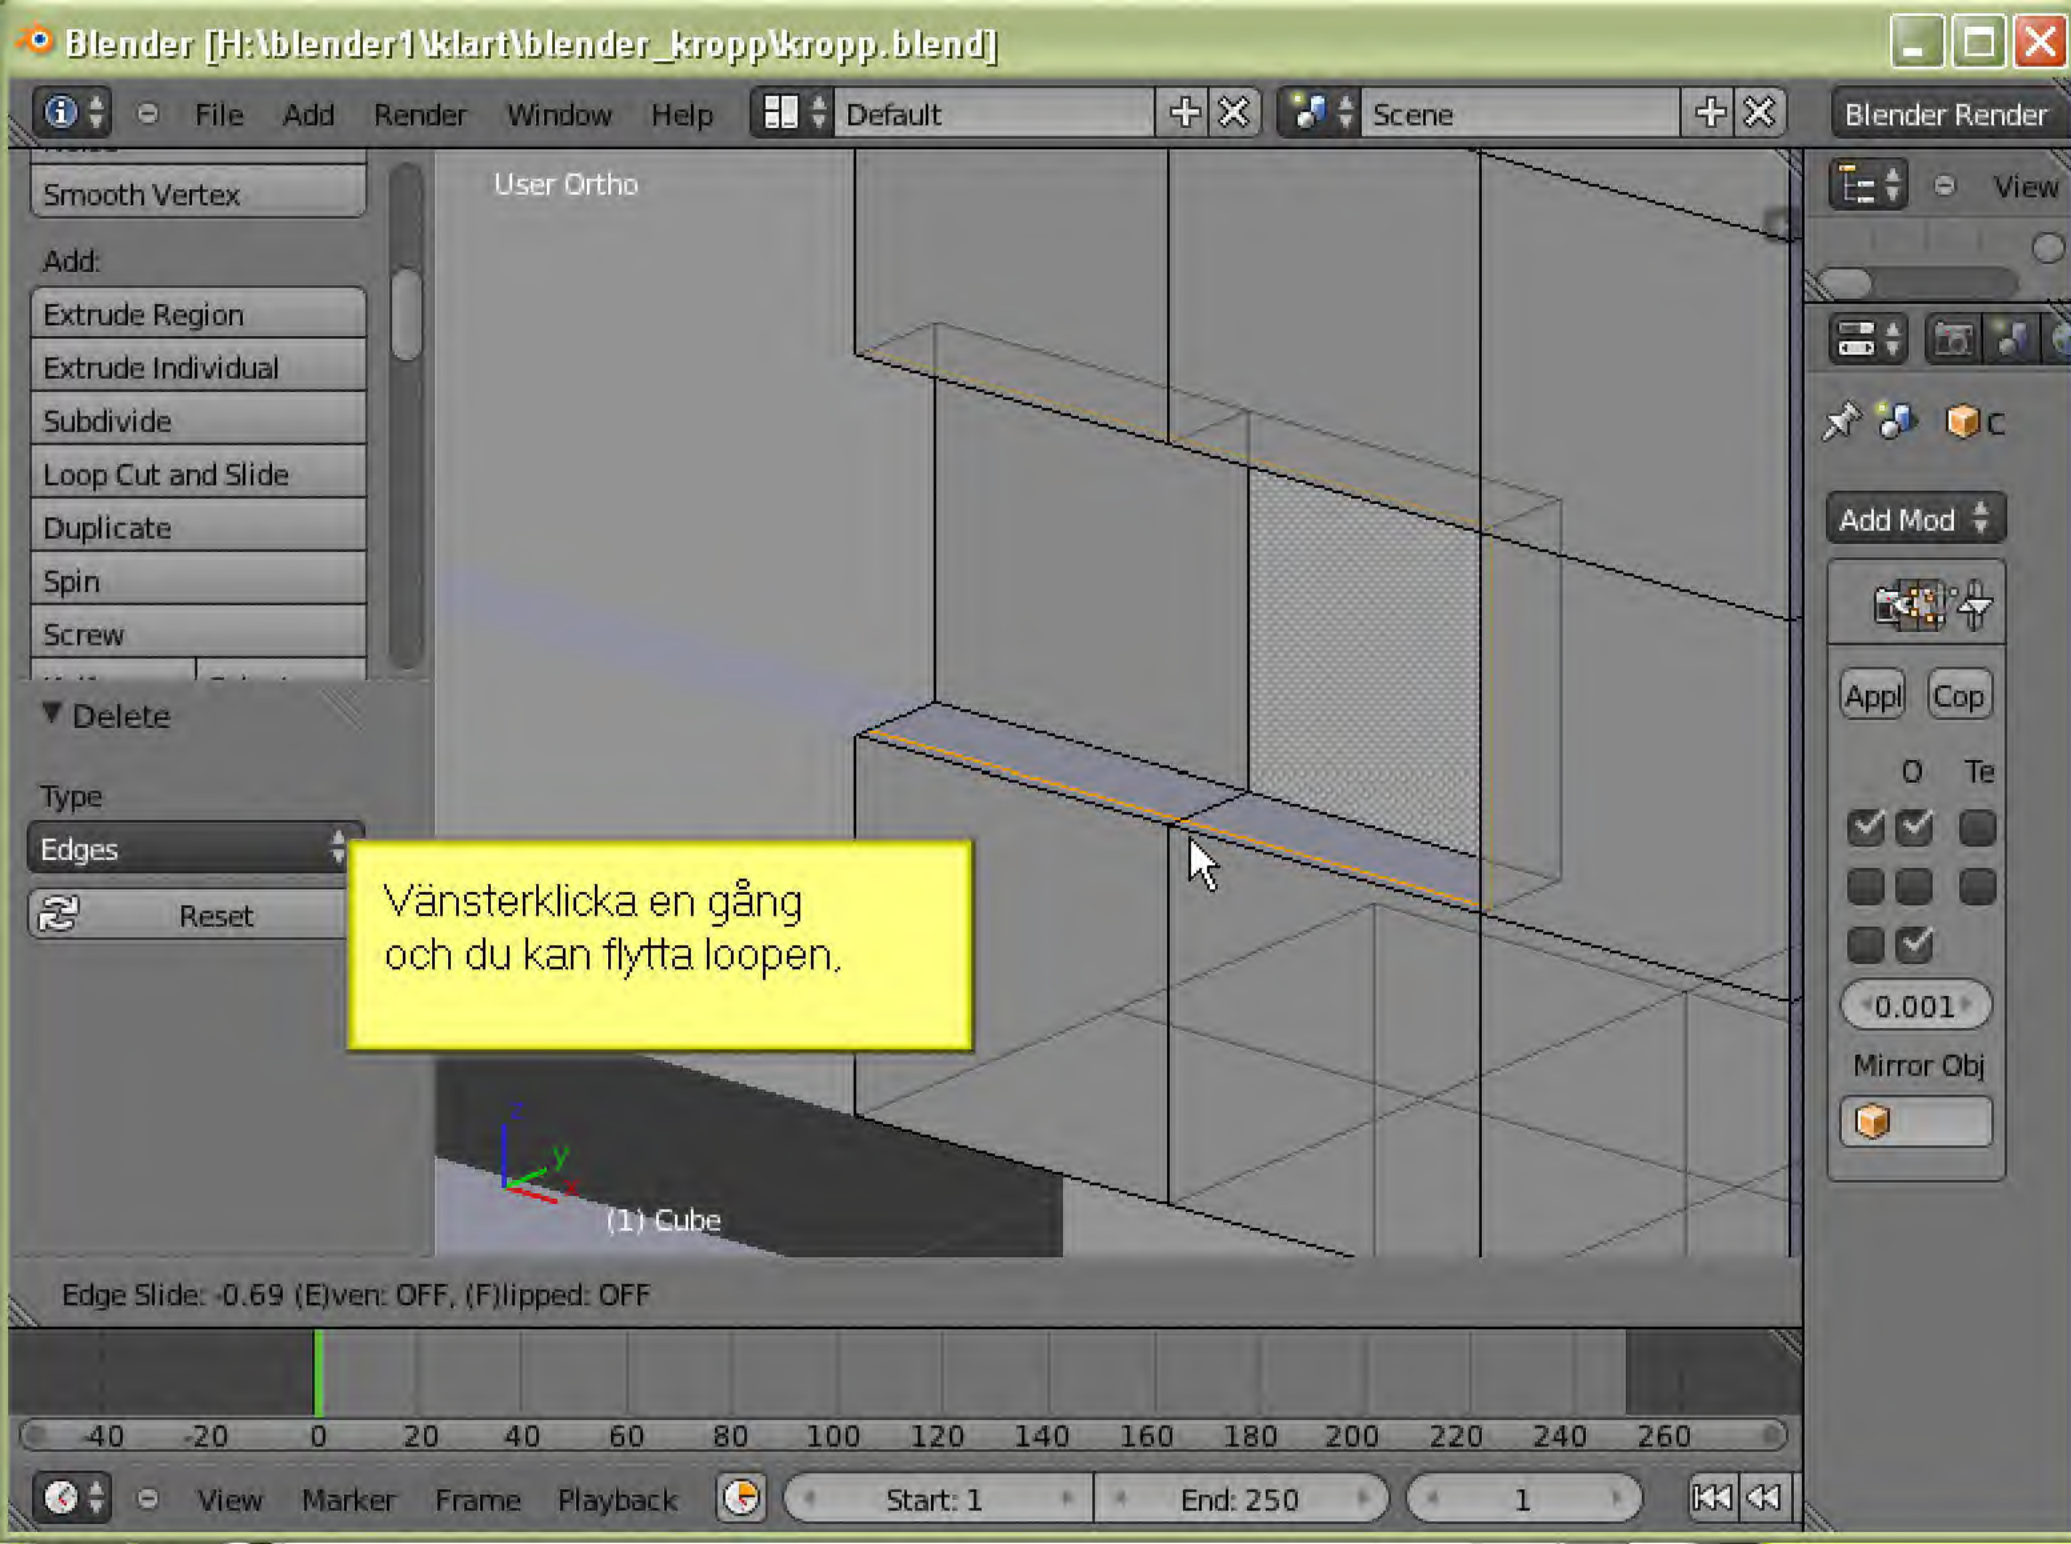 Blender [H:\blender1\klart\blender_kropp\kropp.blend]
File Add Render Window Help Default Scene Blender Render
Smooth Vertex
User Ortho
View
Add:
Extrude Region
Extrude Individual
Subdivide
Loop Cut and Slide
Duplicate
Spin
Screw
C
Add Mod
Appl Cop
Delete
Type
Edges
Reset
O Te
0.001
Mirror Obj
Vänsterklicka en gång
och du kan flytta loopen,
z
y
x
(1) Cube
Edge Slide: -0.69 (E)ven: OFF, (F)lipped: OFF
-40 -20 0 20 40 60 80 100 120 140 160 180 200 220 240 260
View Marker Frame Playback Start: 1 End: 250 1